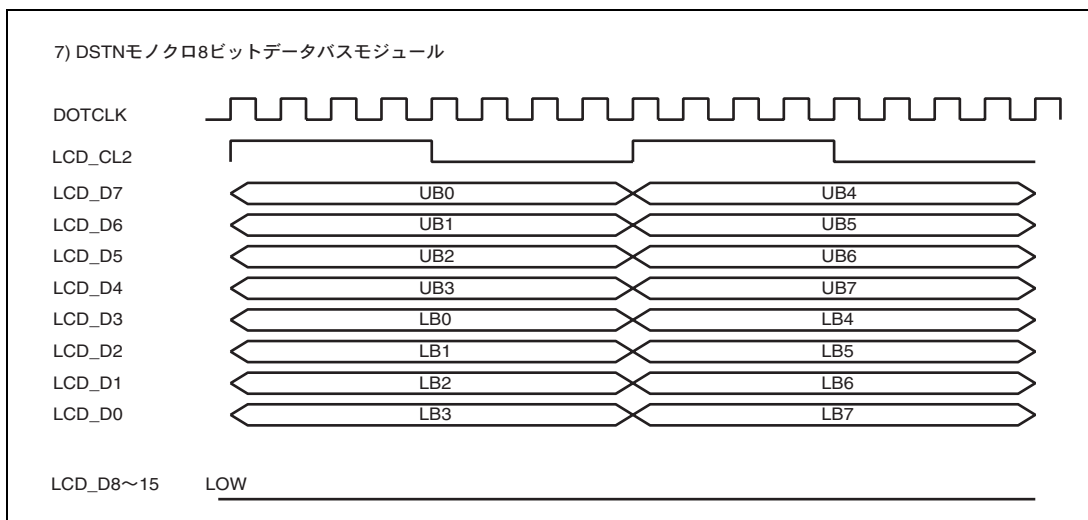 7) DSTNモノクロ8ビットデータバスモジュール
DOTCLK
LCD_CL2
LCD_D7 UB0 UB4
LCD_D6 UB1 UB5
LCD_D5 UB2 UB6
LCD_D4 UB3 UB7
LCD_D3 LB0 LB4
LCD_D2 LB1 LB5
LCD_D1 LB2 LB6
LCD_D0 LB3 LB7
LCD_D8～15 LOW